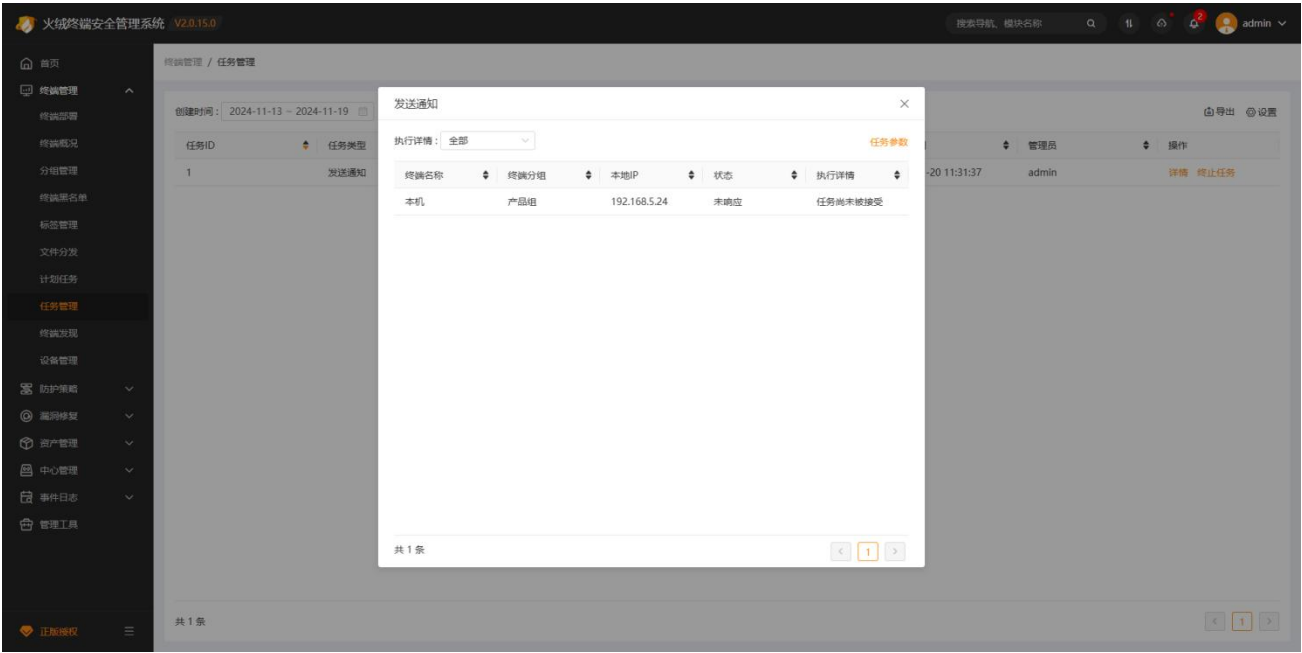 火绒终端安全管理系统 V2.0.15.0
搜索导航、模块名称
2
admin
首页
终端管理
终端部署
终端概况
分组管理
终端黑名单
标签管理
文件分发
计划任务
任务管理
终端发现
设备管理
防护策略
漏洞修复
资产管理
中心管理
事件日志
管理工具
正版授权
终端管理 / 任务管理
创建时间: 2024-11-13 ~ 2024-11-19
导出 设置
任务ID 任务类型 管理员 操作
1 发送通知 -20 11:31:37 admin 详情 终止任务
发送通知
执行详情: 全部 任务参数
终端名称 终端分组 本地IP 状态 执行详情
本机 产品组 192.168.5.24 未响应 任务尚未被接受
共 1 条 1
共 1 条 1